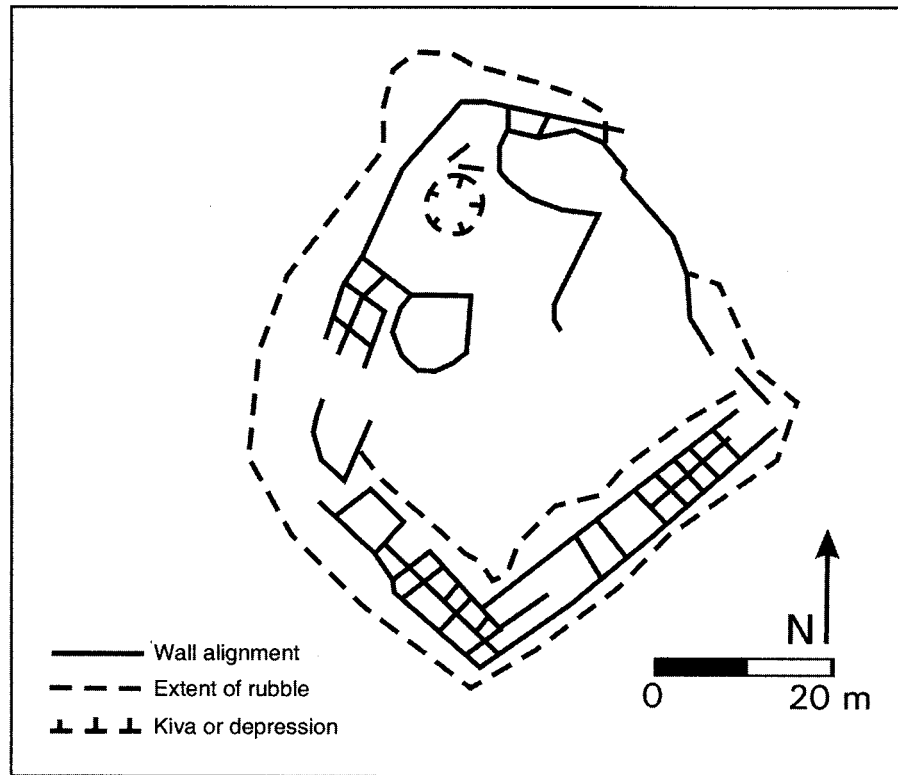 Wall alignment
Extent of rubble
Kiva or depression
N
0 20 m